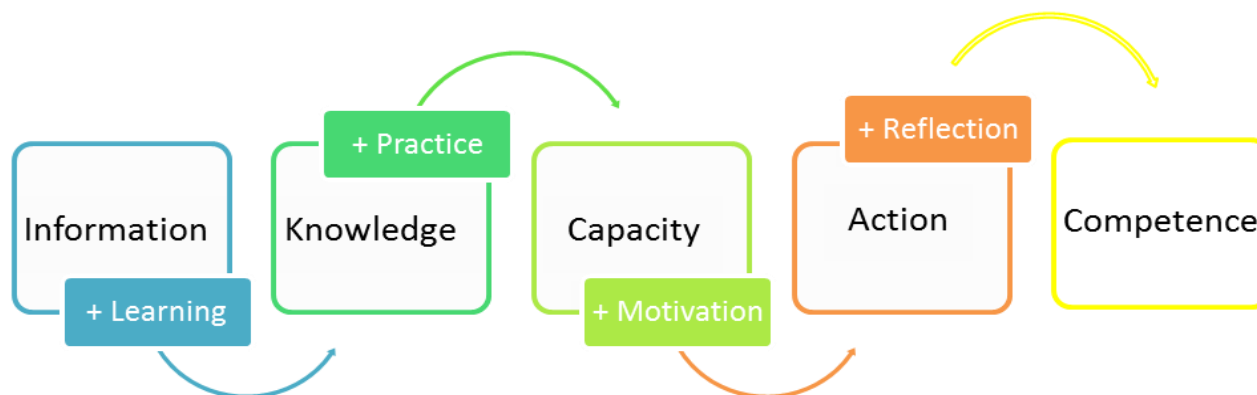 Information
+ Learning
Knowledge
+ Practice
Capacity
+ Motivation
Action
+ Reflection
Competence